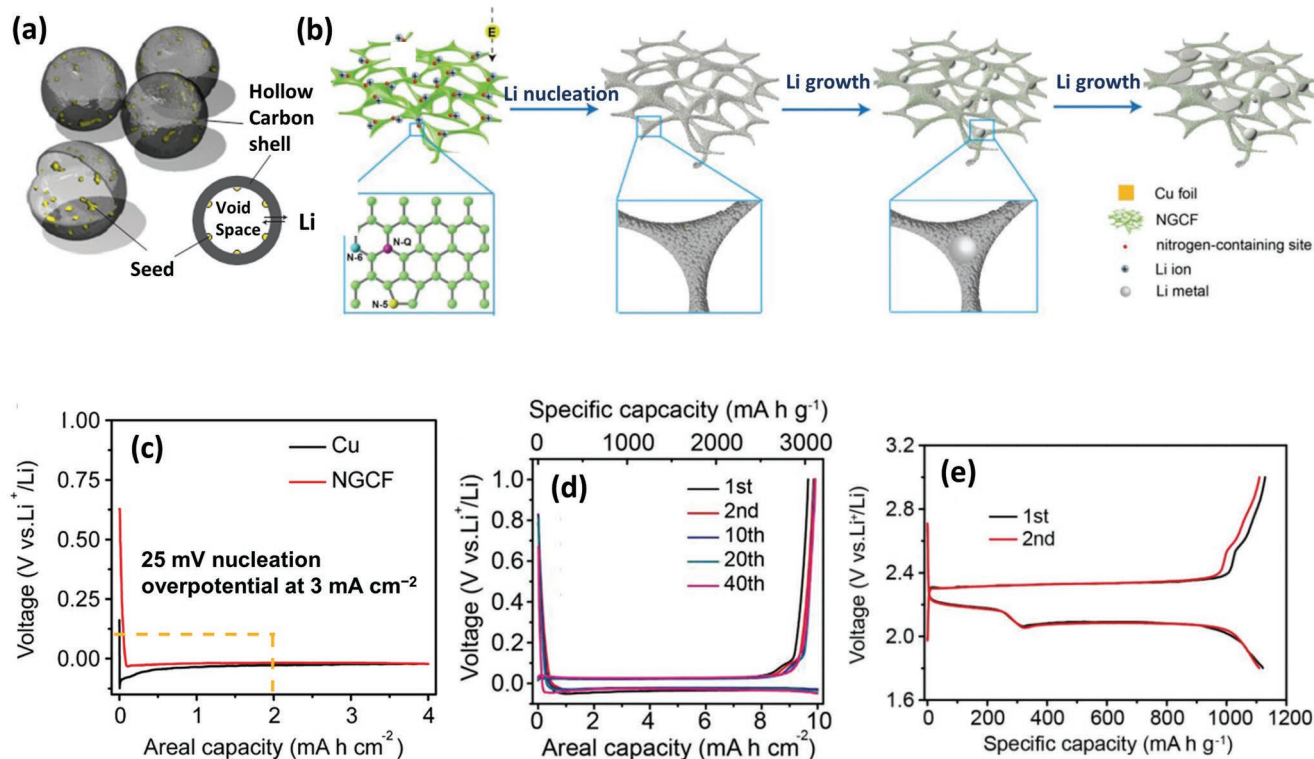 (a)
Hollow
Carbon
shell
Void
Space
Li
Seed
(b)
E
Li nucleation
Li growth
Li growth
N-Q
N-6
N-5
Cu foil
NGCF
nitrogen-containing site
Li ion
Li metal
(c)
Cu
NGCF
25 mV nucleation
overpotential at 3 mA cm⁻²
Voltage (V vs.Li⁺/Li)
1.00
0.75
0.50
0.25
0.00
0 1 2 3 4
Areal capacity (mA h cm⁻²)
Specific capcacity (mA h g⁻¹)
0 1000 2000 3000
(d)
1st
2nd
10th
20th
40th
Voltage (V vs.Li⁺/Li)
1.0
0.8
0.6
0.4
0.2
0.0
0 2 4 6 8 10
Areal capacity (mA h cm⁻²)
(e)
1st
2nd
Voltage (V vs.Li⁺/Li)
3.2
2.8
2.4
2.0
1.6
0 200 400 600 800 1000 1200
Specific capacity (mA h g⁻¹)